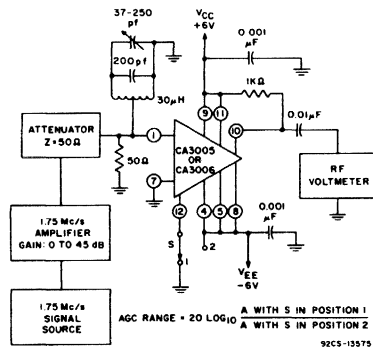 37-250
pf
200pf
30μH
VCC
+6V
0.001
μF
1KΩ
9
11
10
0.01μF
ATTENUATOR
Z=50Ω
50Ω
1
7
CA3005
OR
CA3006
RF
VOLTMETER
12
4
5
8
0.001
μF
S
1
2
VEE
-6V
1.75 Mc/s
AMPLIFIER
GAIN: 0 TO 45 dB
1.75 Mc/s
SIGNAL
SOURCE
AGC RANGE = 20 LOG10 A WITH S IN POSITION 1
A WITH S IN POSITION 2
92CS-13575